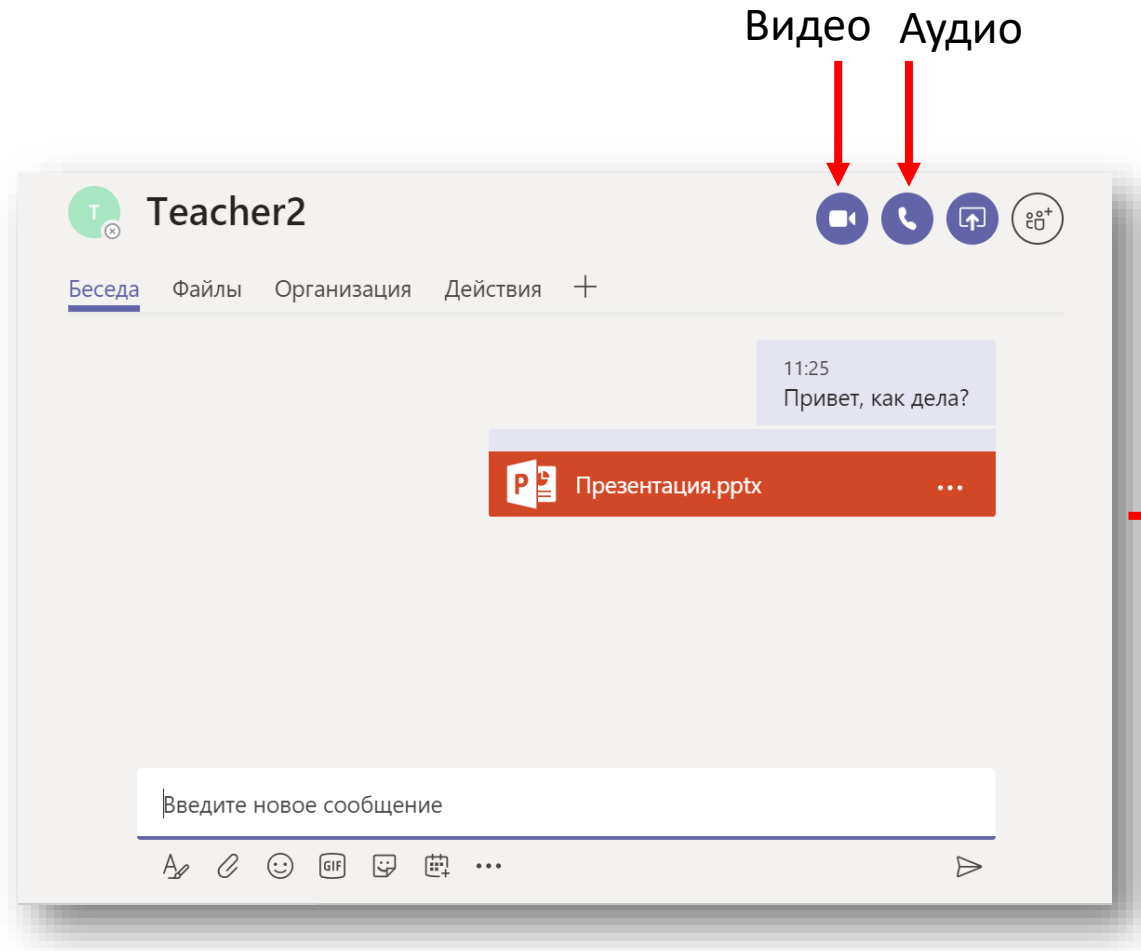 Видео Аудио
T Teacher2
Беседа Файлы Организация Действия
11:25
Привет, как дела?
P Презентация.pptx
Введите новое сообщение
GIF